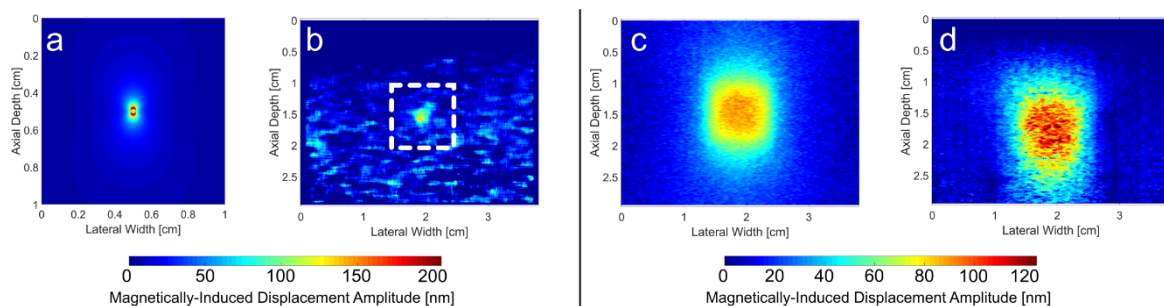 a
0
0.2
0.4
0.6
0.8
1
Axial Depth [cm]
0 0.2 0.4 0.6 0.8 1
Lateral Width [cm]
b
0
0.5
1
1.5
2
2.5
Axial Depth [cm]
0 1 2 3
Lateral Width [cm]
0 50 100 150 200
Magnetically-Induced Displacement Amplitude [nm]
c
0
0.5
1
1.5
2
2.5
Axial Depth [cm]
0 1 2 3
Lateral Width [cm]
d
0
0.5
1
1.5
2
2.5
Axial Depth [cm]
0 1 2 3
Lateral Width [cm]
0 20 40 60 80 100 120
Magnetically-Induced Displacement Amplitude [nm]